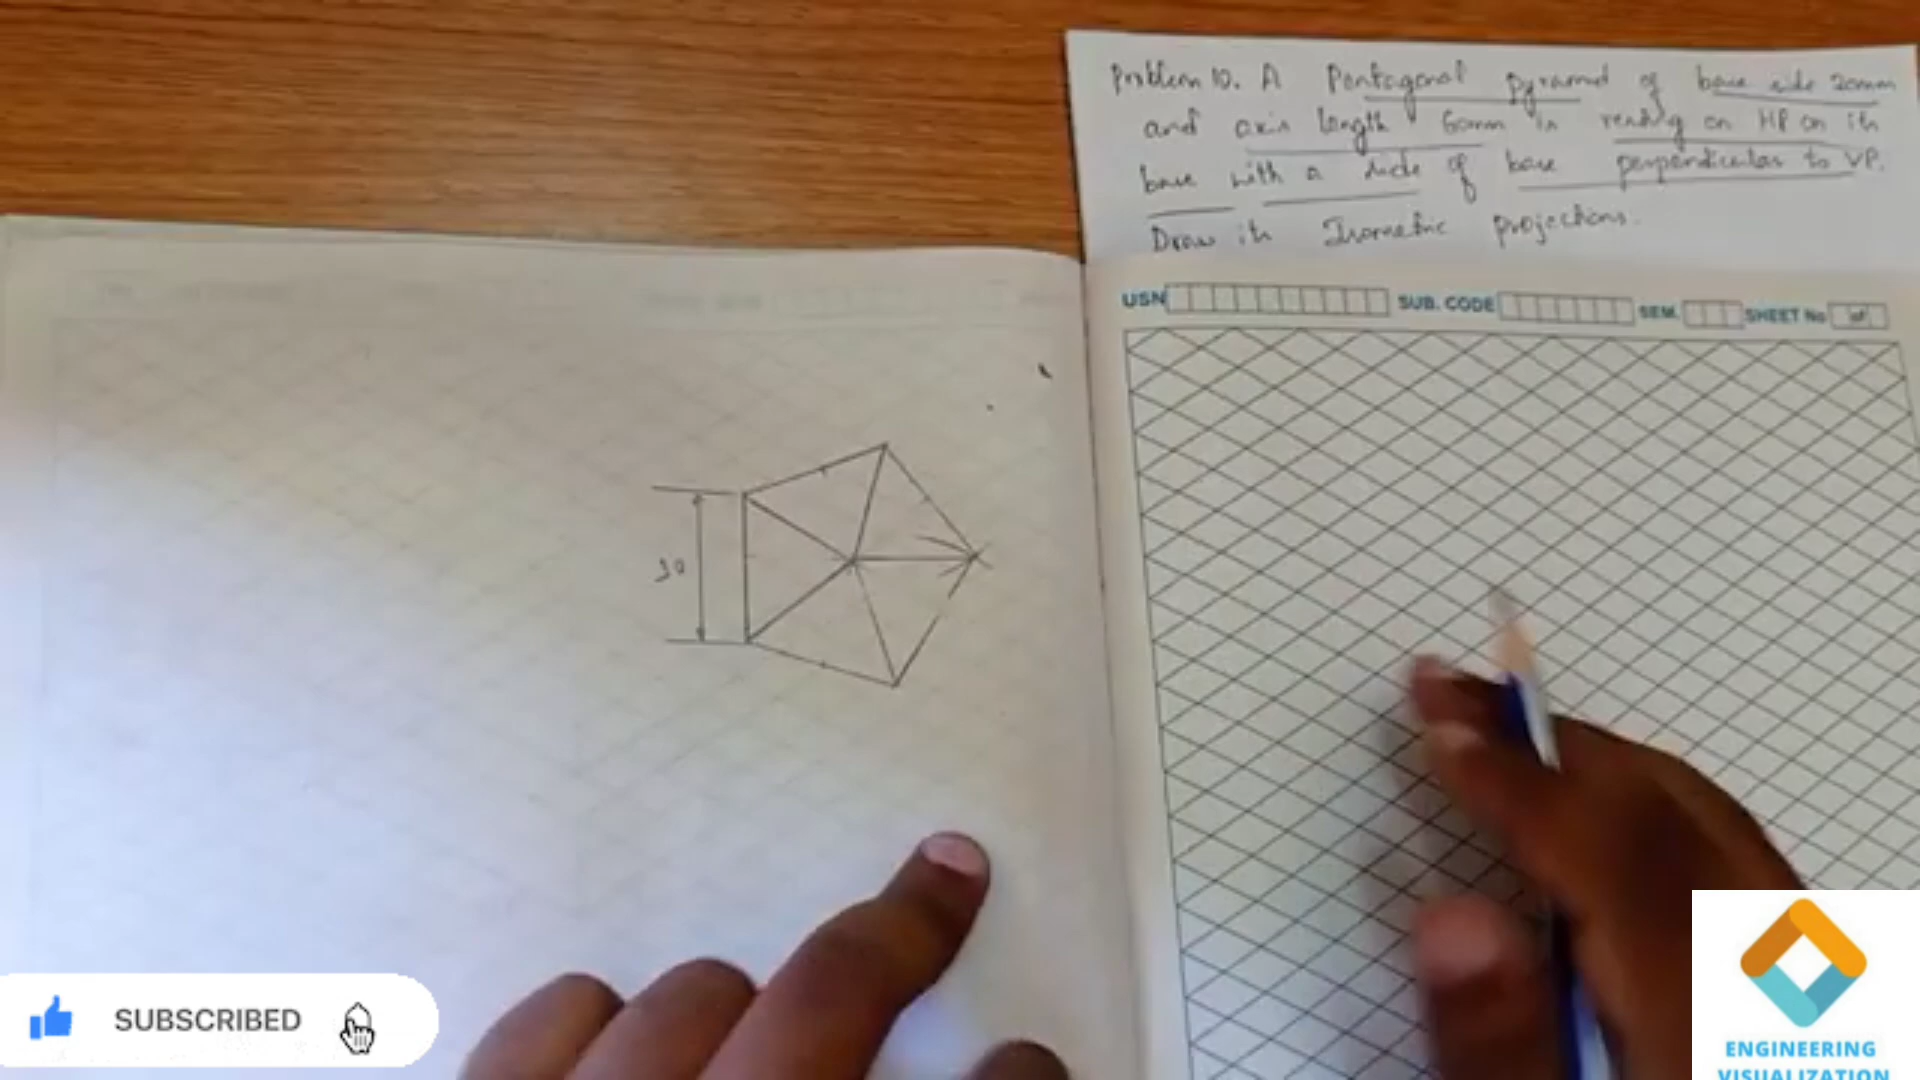 Problem 10. A Pentagonal pyramid of base side 20mm
and axis length 60mm is resting on HP on its
base with a side of base perpendicular to VP.
Draw its Isometric projections.
USN SUB. CODE SEM. SHEET No of
SUBSCRIBED
ENGINEERING
VISUALIZATION